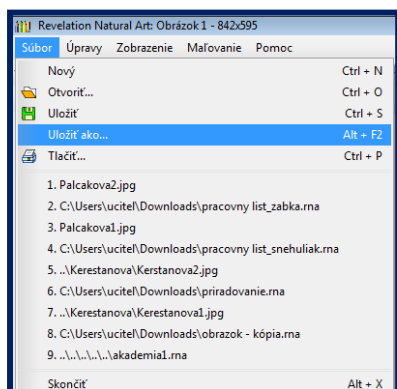 Revelation Natural Art: Obrázok 1 - 842x595
Súbor Úpravy Zobrazenie Maľovanie Pomoc
Nový Ctrl + N
Otvoriť... Ctrl + O
Uložiť Ctrl + S
Uložiť ako... Alt + F2
Tlačiť... Ctrl + P
1. Palcakova2.jpg
2. C:\Users\ucitel\Downloads\pracovny list_zabka.rna
3. Palcakova1.jpg
4. C:\Users\ucitel\Downloads\pracovny list_snehuliak.rna
5. ..\Kerestanova\Kerstanova2.jpg
6. C:\Users\ucitel\Downloads\priradovanie.rna
7. ..\Kerestanova\Kerestanova1.jpg
8. C:\Users\ucitel\Downloads\obrazok - kópia.rna
9. ..\..\..\..\akademia1.rna
Skončiť Alt + X